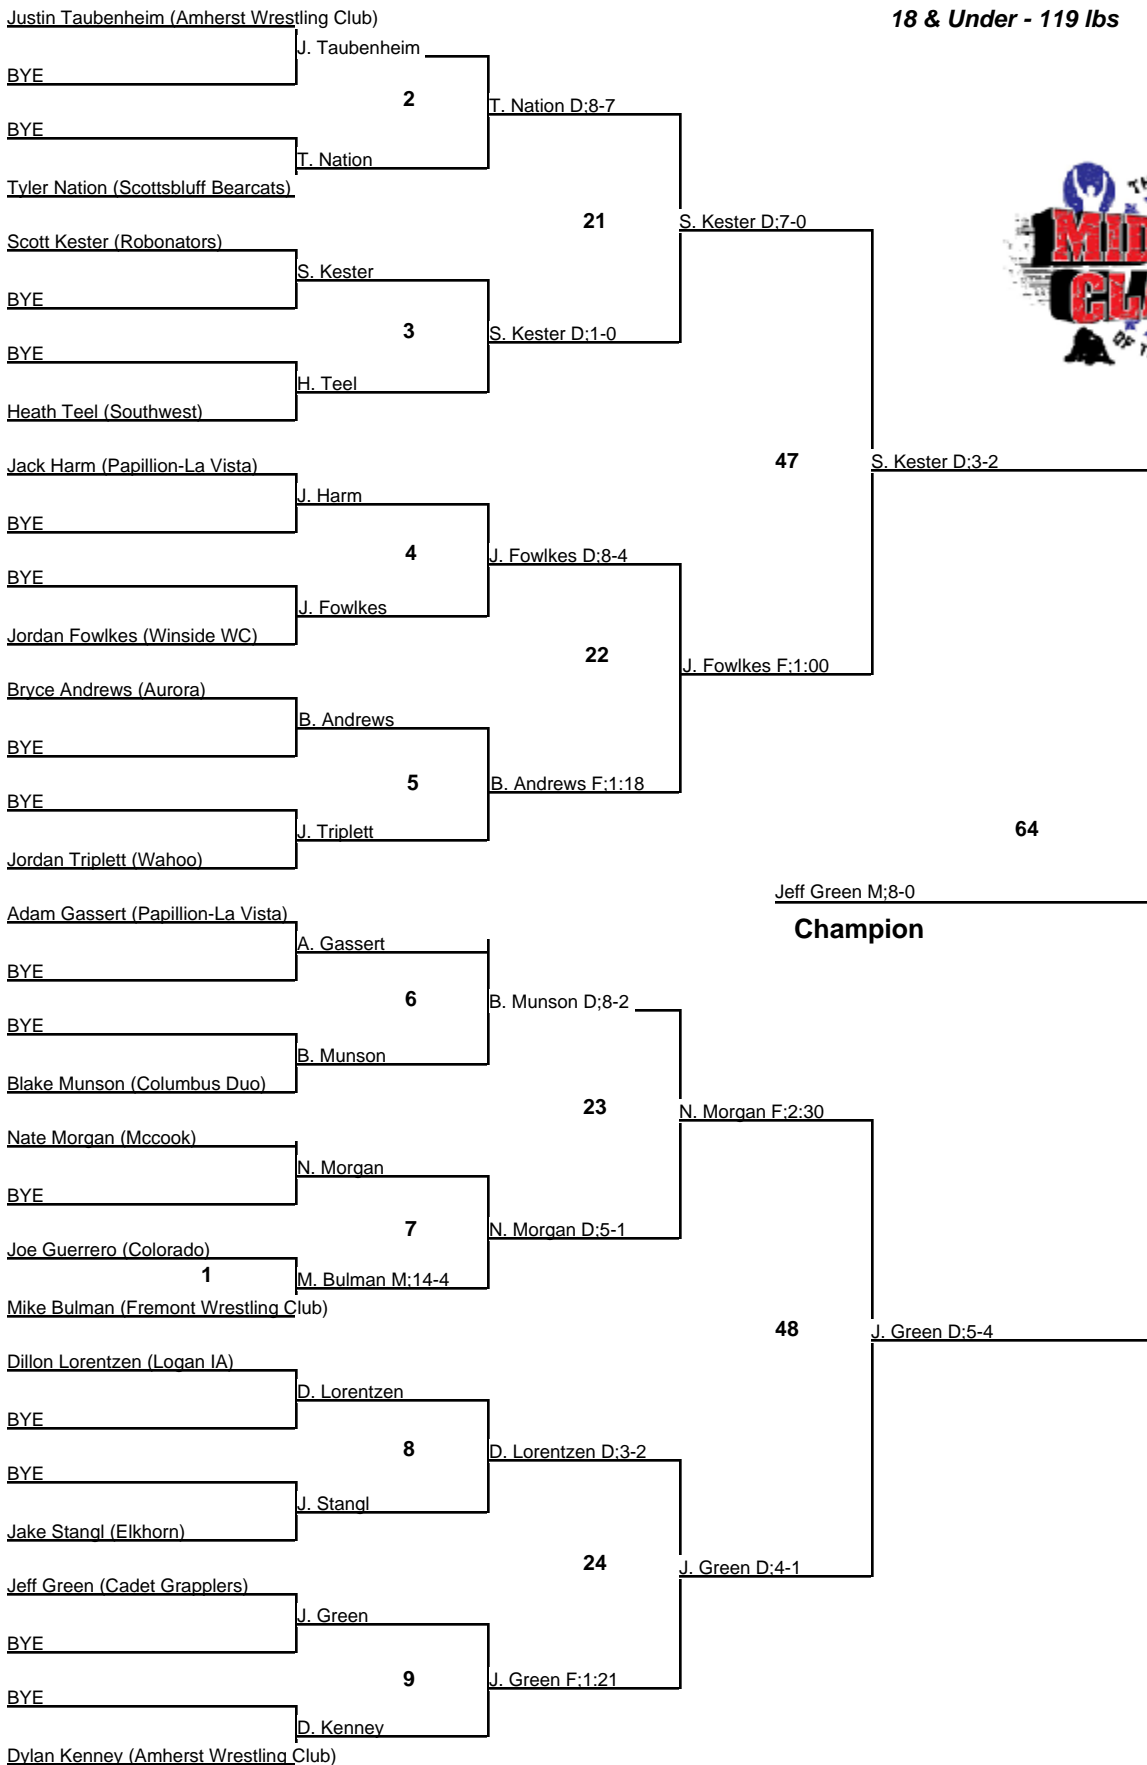 18 & Under - 119 lbs
Justin Taubenheim (Amherst Wrestling Club)
J. Taubenheim
BYE
2
T. Nation D;8-7
BYE
T. Nation
Tyler Nation (Scottsbluff Bearcats)
21
S. Kester D;7-0
Scott Kester (Robonators)
S. Kester
BYE
3
S. Kester D;1-0
BYE
H. Teel
Heath Teel (Southwest)
47
S. Kester D;3-2
Jack Harm (Papillion-La Vista)
J. Harm
BYE
4
J. Fowlkes D;8-4
BYE
J. Fowlkes
Jordan Fowlkes (Winside WC)
22
J. Fowlkes F;1:00
Bryce Andrews (Aurora)
B. Andrews
BYE
5
B. Andrews F;1:18
BYE
J. Triplett
Jordan Triplett (Wahoo)
64
Jeff Green M;8-0
Champion
Adam Gassert (Papillion-La Vista)
A. Gassert
BYE
6
B. Munson D;8-2
BYE
B. Munson
Blake Munson (Columbus Duo)
23
N. Morgan F;2:30
Nate Morgan (Mccook)
N. Morgan
BYE
7
N. Morgan D;5-1
Joe Guerrero (Colorado)
1
M. Bulman M;14-4
Mike Bulman (Fremont Wrestling Club)
48
J. Green D;5-4
Dillon Lorentzen (Logan IA)
D. Lorentzen
BYE
8
D. Lorentzen D;3-2
BYE
J. Stangl
Jake Stangl (Elkhorn)
24
J. Green D;4-1
Jeff Green (Cadet Grapplers)
J. Green
BYE
9
J. Green F;1:21
BYE
D. Kenney
Dylan Kenney (Amherst Wrestling Club)